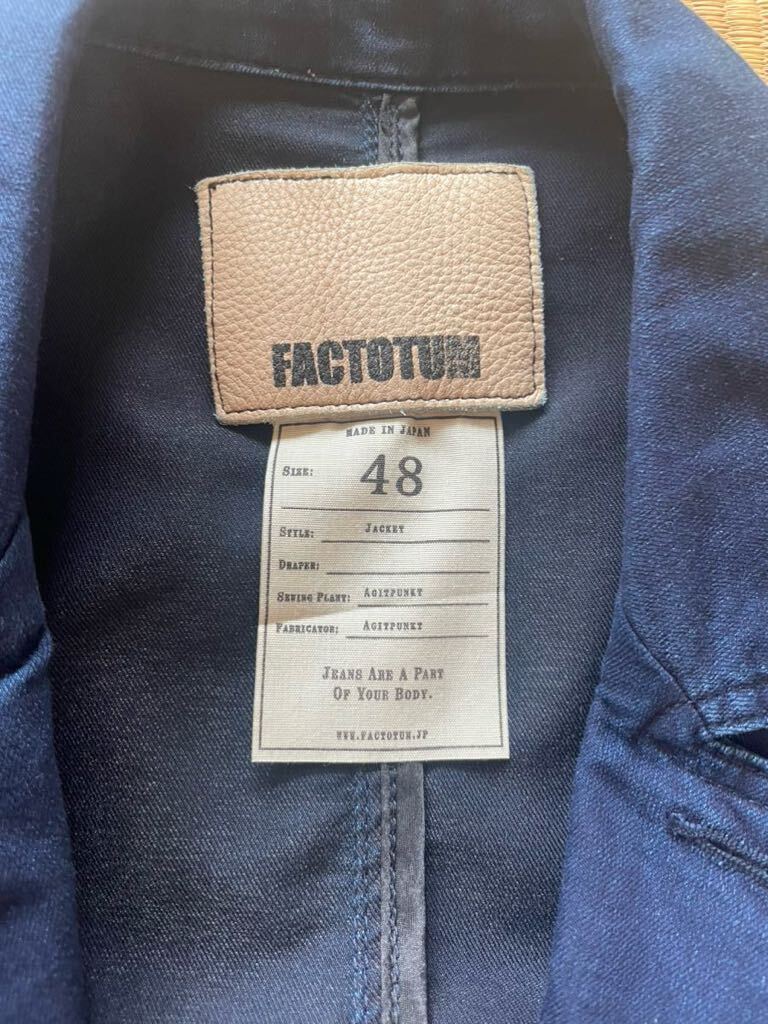 FACTOTUM
MADE IN JAPAN
SIZE: 48
STYLE: JACKET
DRAPER:
SEWING PLANT: AGITPUNKT
FABRICATOR: AGITPUNKT
JEANS ARE A PART
OF YOUR BODY.
WWW.FACTOTUM.JP